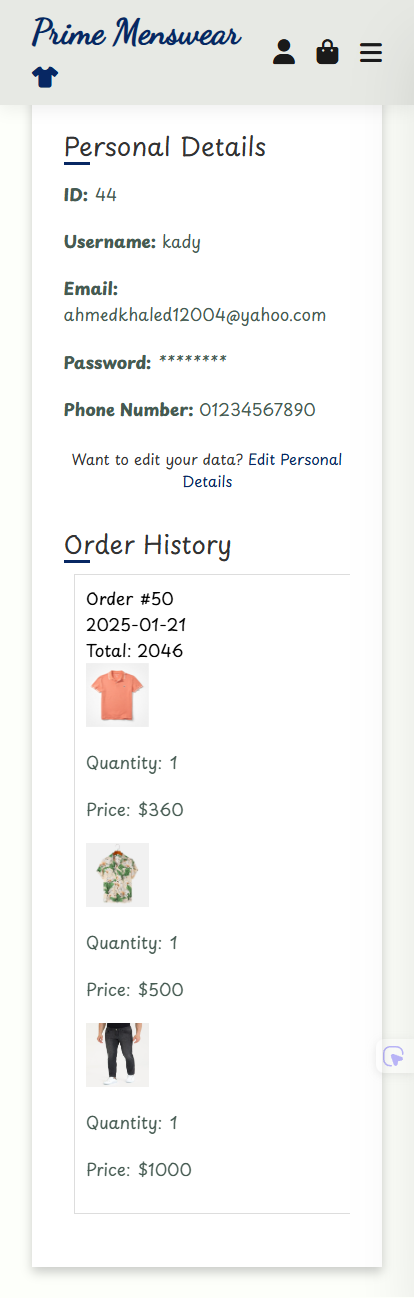 Prime Menswear
Personal Details
ID: 44
Username: kady
Email:
ahmedkhaled12004@yahoo.com
Password: ********
Phone Number: 01234567890
Want to edit your data? Edit Personal
Details
Order History
Order #50
2025-01-21
Total: 2046
Quantity: 1
Price: $360
Quantity: 1
Price: $500
Quantity: 1
Price: $1000